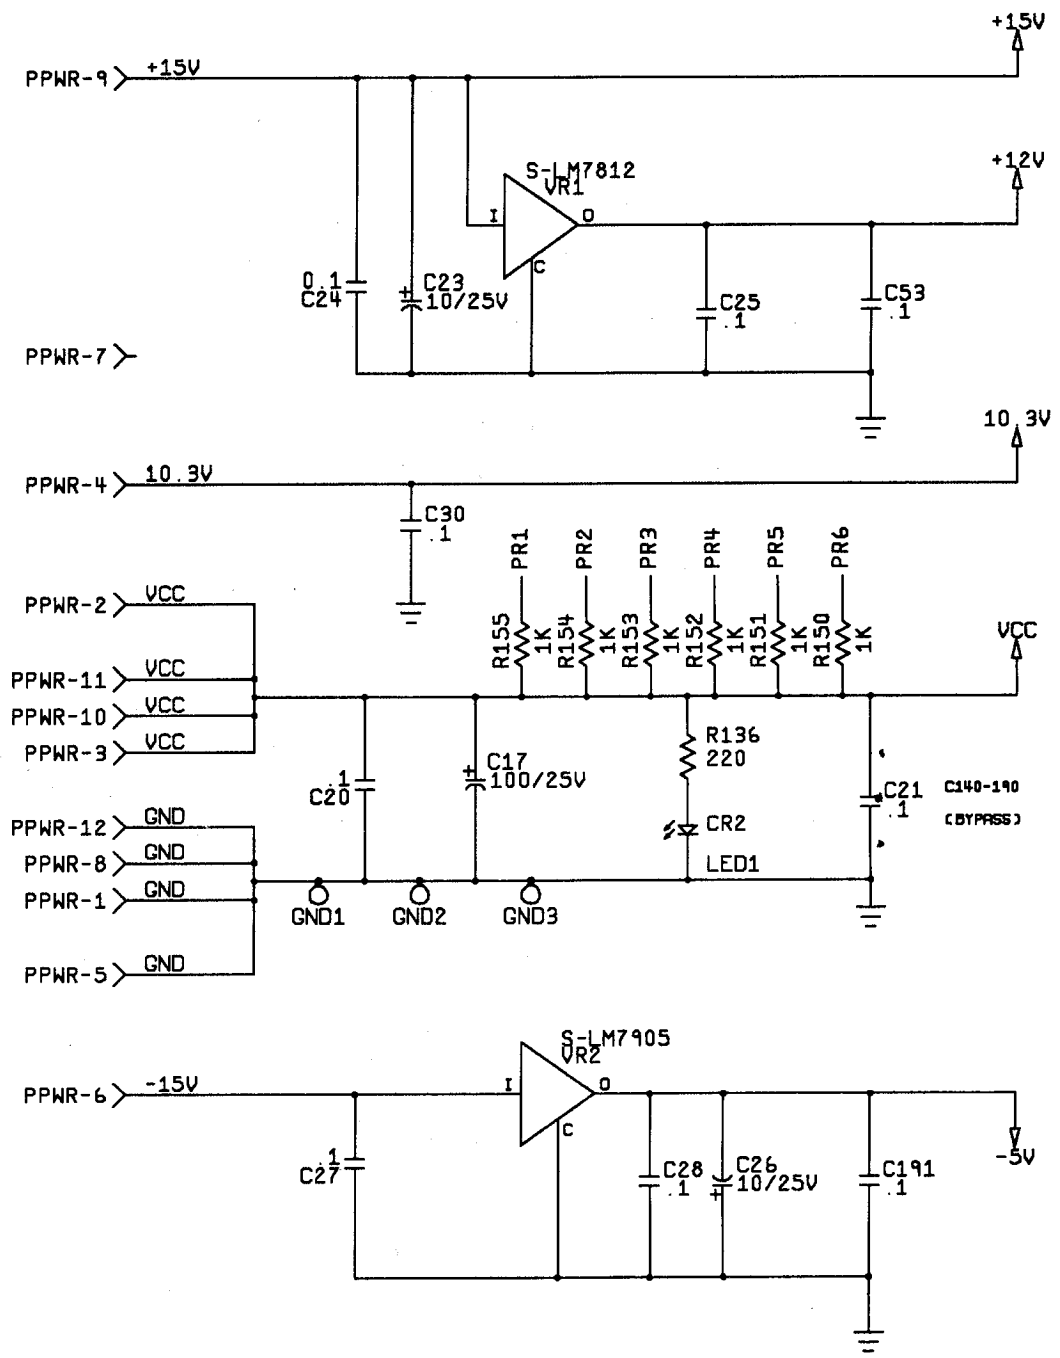 +15V
PPWR-9 +15V
+12V
S-LM7812
VR1
I
O
C
0.1
C24
+
C23
10/25V
C25
.1
C53
.1
PPWR-7
10.3V
PPWR-4 10.3V
C30
.1
PR1
PR2
PR3
PR4
PR5
PR6
R155
1K
R154
1K
R153
1K
R152
1K
R151
1K
R150
1K
PPWR-2 VCC
VCC
PPWR-11 VCC
PPWR-10 VCC
PPWR-3 VCC
.1
C20
+
C17
100/25V
R136
220
CR2
LED1
C21
.1
C140-190
(BYPASS)
PPWR-12 GND
PPWR-8 GND
PPWR-1 GND
PPWR-5 GND
GND1
GND2
GND3
S-LM7905
VR2
PPWR-6 -15V
I
O
C
-5V
.1
C27
C28
.1
+
C26
10/25V
C191
.1